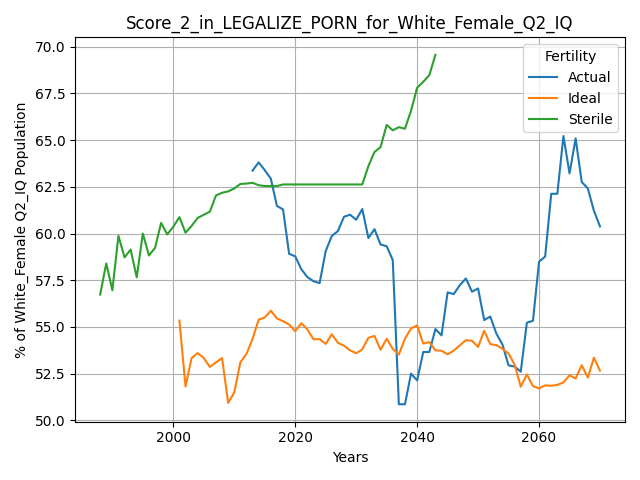 Score_2_in_LEGALIZE_PORN_for_White_Female_Q2_IQ
% of White_Female Q2_IQ Population
70.0
67.5
65.0
62.5
60.0
57.5
55.0
52.5
50.0
Fertility
Actual
Ideal
Sterile
2000
2020
2040
2060
Years